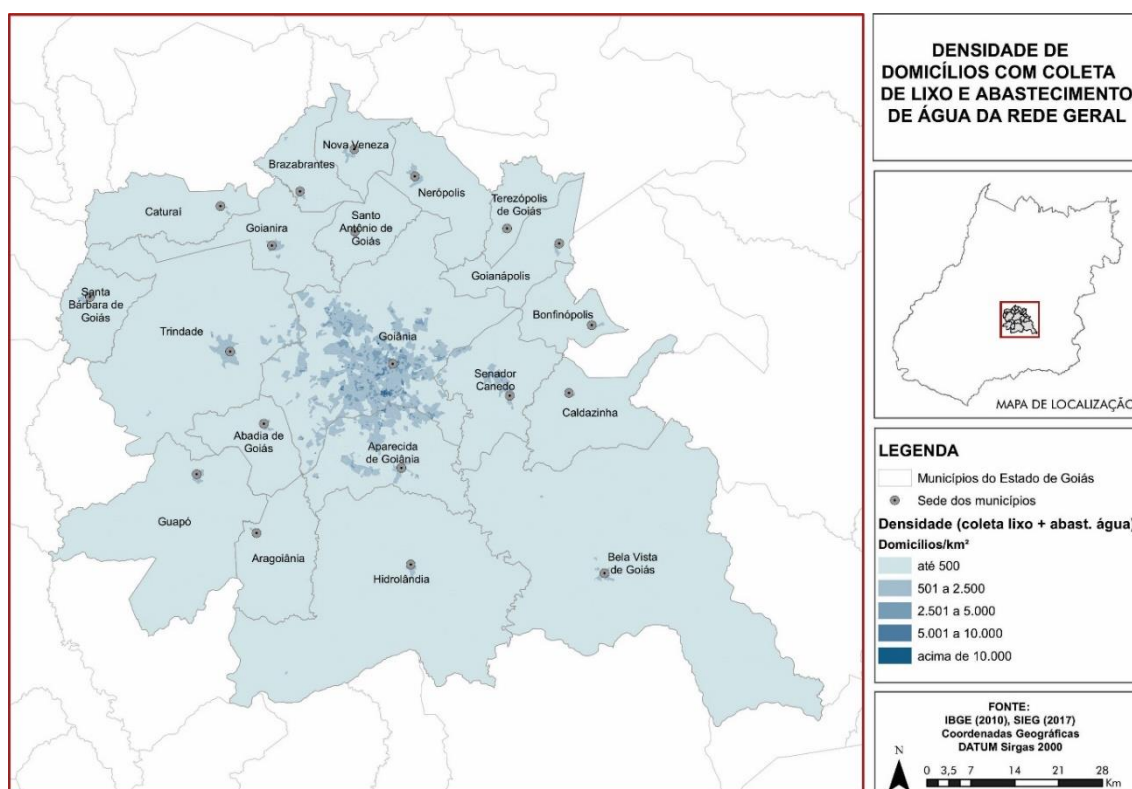 DENSIDADE DE
DOMICÍLIOS COM COLETA
DE LIXO E ABASTECIMENTO
DE ÁGUA DA REDE GERAL
Nova Veneza
Brazabrantes
Nerópolis
Caturaí
Terezópolis
de Goiás
Santo
Antônio de
Goiás
Goianira
Goianápolis
Santa
Bárbara de
Goiás
Bonfinópolis
Trindade
Goiânia
Senador
Canedo
Caldazinha
Abadia de
Goiás
Aparecida
de Goiânia
Guapó
Aragoiânia
Hidrolândia
Bela Vista
de Goiás
MAPA DE LOCALIZAÇÃO
LEGENDA
Municípios do Estado de Goiás
Sede dos municípios
Densidade (coleta lixo + abast. água)
Domicílios/km²
até 500
501 a 2.500
2.501 a 5.000
5.001 a 10.000
acima de 10.000
FONTE:
IBGE (2010), SIEG (2017)
Coordenadas Geográficas
DATUM Sirgas 2000
N
0 3,5 7 14 21 28
Km